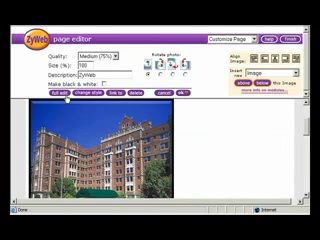 ZyWeb page editor Customize Page help finish
Quality: Medium (75%) Rotate photo: Align Image:
Size (%): 100
Description: ZyWeb Insert new Image
Make black & white: above below this image
full edit change style link to delete cancel ok more info on modules...
Done Internet